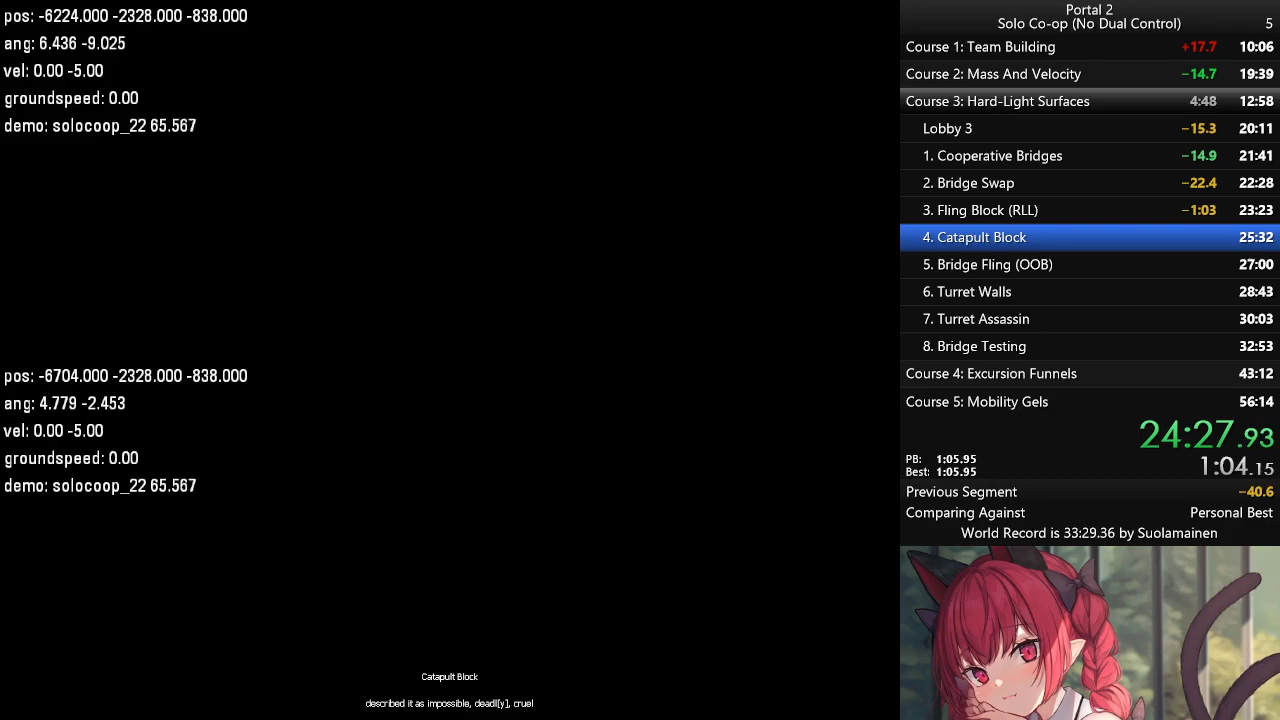 pos: -6224.000 -2328.000 -838.000
ang: 6.436 -9.025
vel: 0.00 -5.00
groundspeed: 0.00
demo: solocoop_22 65.567
pos: -6704.000 -2328.000 -838.000
ang: 4.779 -2.453
vel: 0.00 -5.00
groundspeed: 0.00
demo: solocoop_22 65.567
Catapult Block
described it as impossible, deadl[y], cruel
Portal 2
Solo Co-op (No Dual Control) 5
Course 1: Team Building +17.7 10:06
Course 2: Mass And Velocity −14.7 19:39
Course 3: Hard-Light Surfaces 4:48 12:58
Lobby 3 −15.3 20:11
1. Cooperative Bridges −14.9 21:41
2. Bridge Swap −22.4 22:28
3. Fling Block (RLL) −1:03 23:23
4. Catapult Block 25:32
5. Bridge Fling (OOB) 27:00
6. Turret Walls 28:43
7. Turret Assassin 30:03
8. Bridge Testing 32:53
Course 4: Excursion Funnels 43:12
Course 5: Mobility Gels 56:14
24:27.93
PB: 1:05.95
Best: 1:05.95
1:04.15
Previous Segment −40.6
Comparing Against Personal Best
World Record is 33:29.36 by Suolamainen